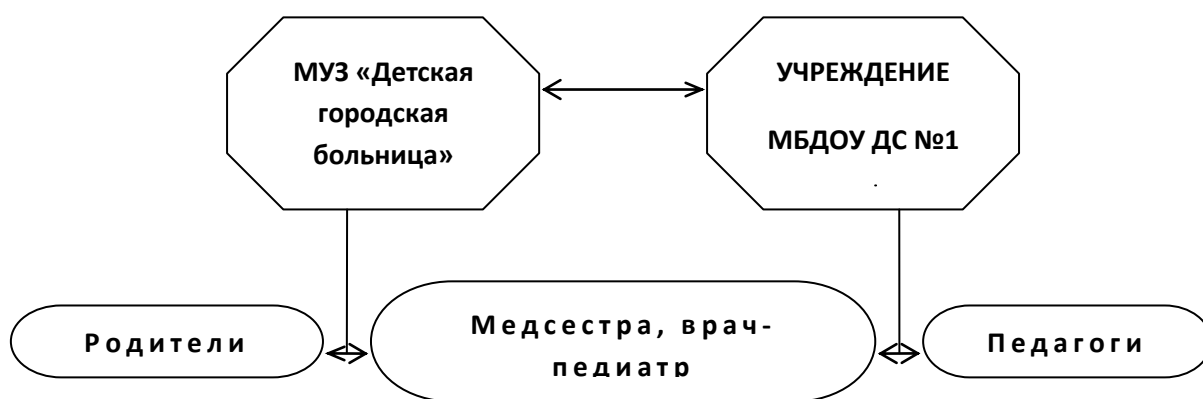 МУЗ «Детская
городская
больница»
УЧРЕЖДЕНИЕ
МБДОУ ДС №1
.
Родители
Медсестра, врач-
педиатр
Педагоги